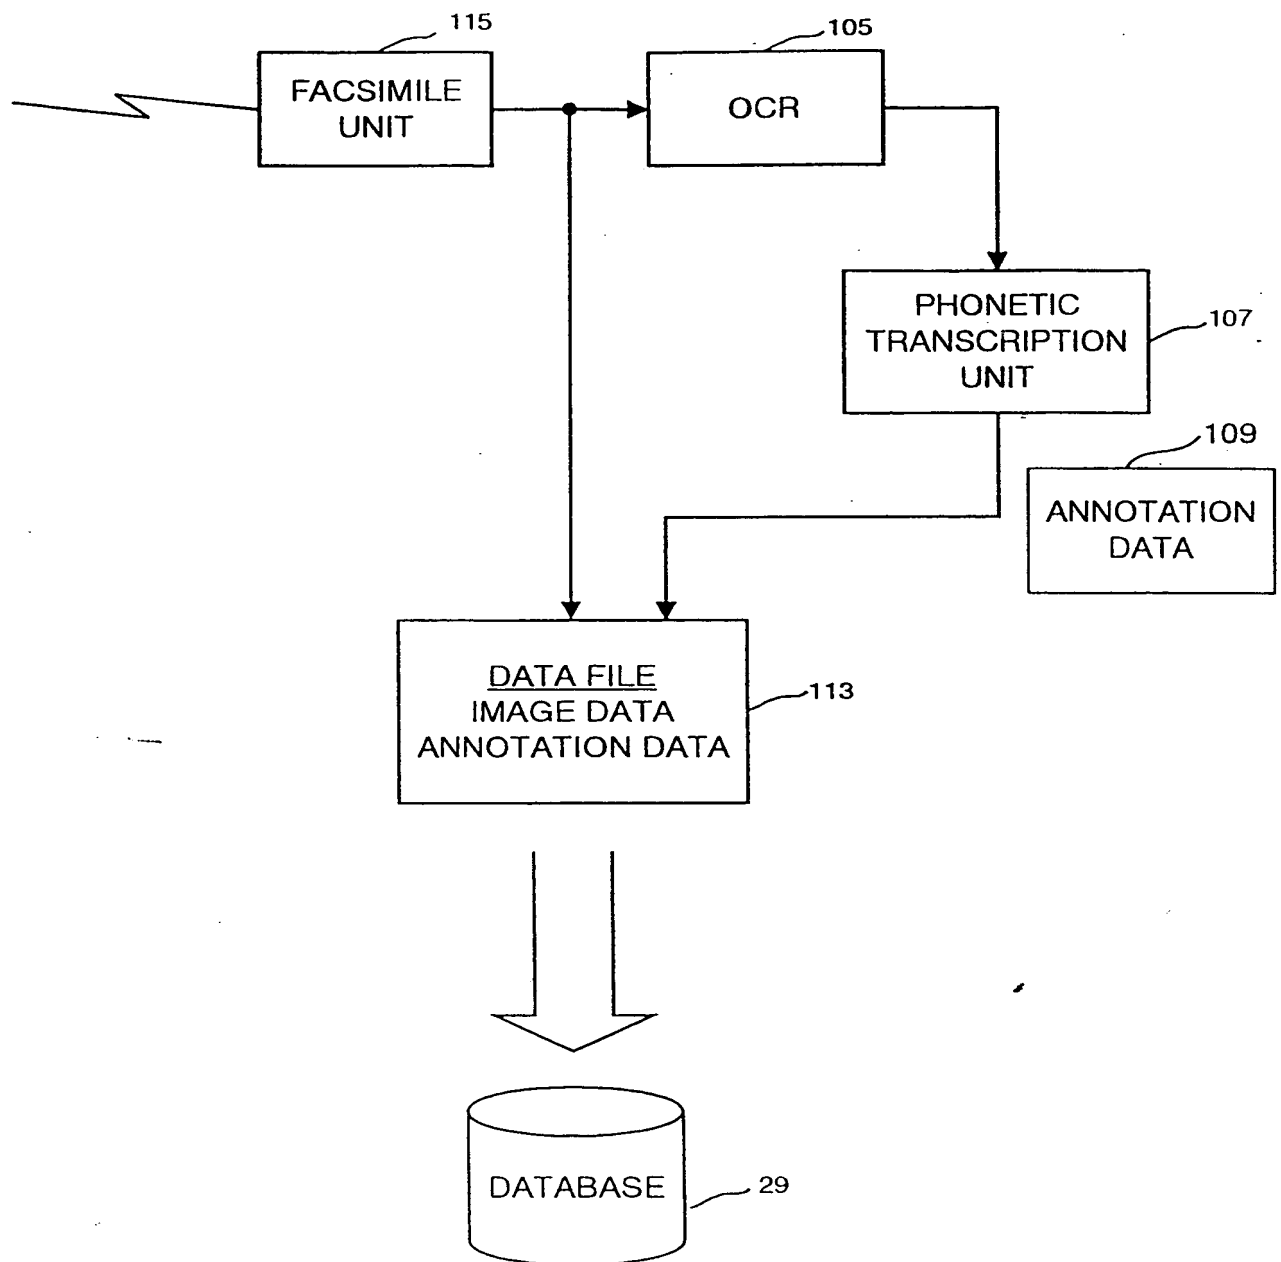 115
FACSIMILE
UNIT
105
OCR
PHONETIC
TRANSCRIPTION
UNIT
107
109
ANNOTATION
DATA
DATA FILE
IMAGE DATA
ANNOTATION DATA
113
DATABASE
29